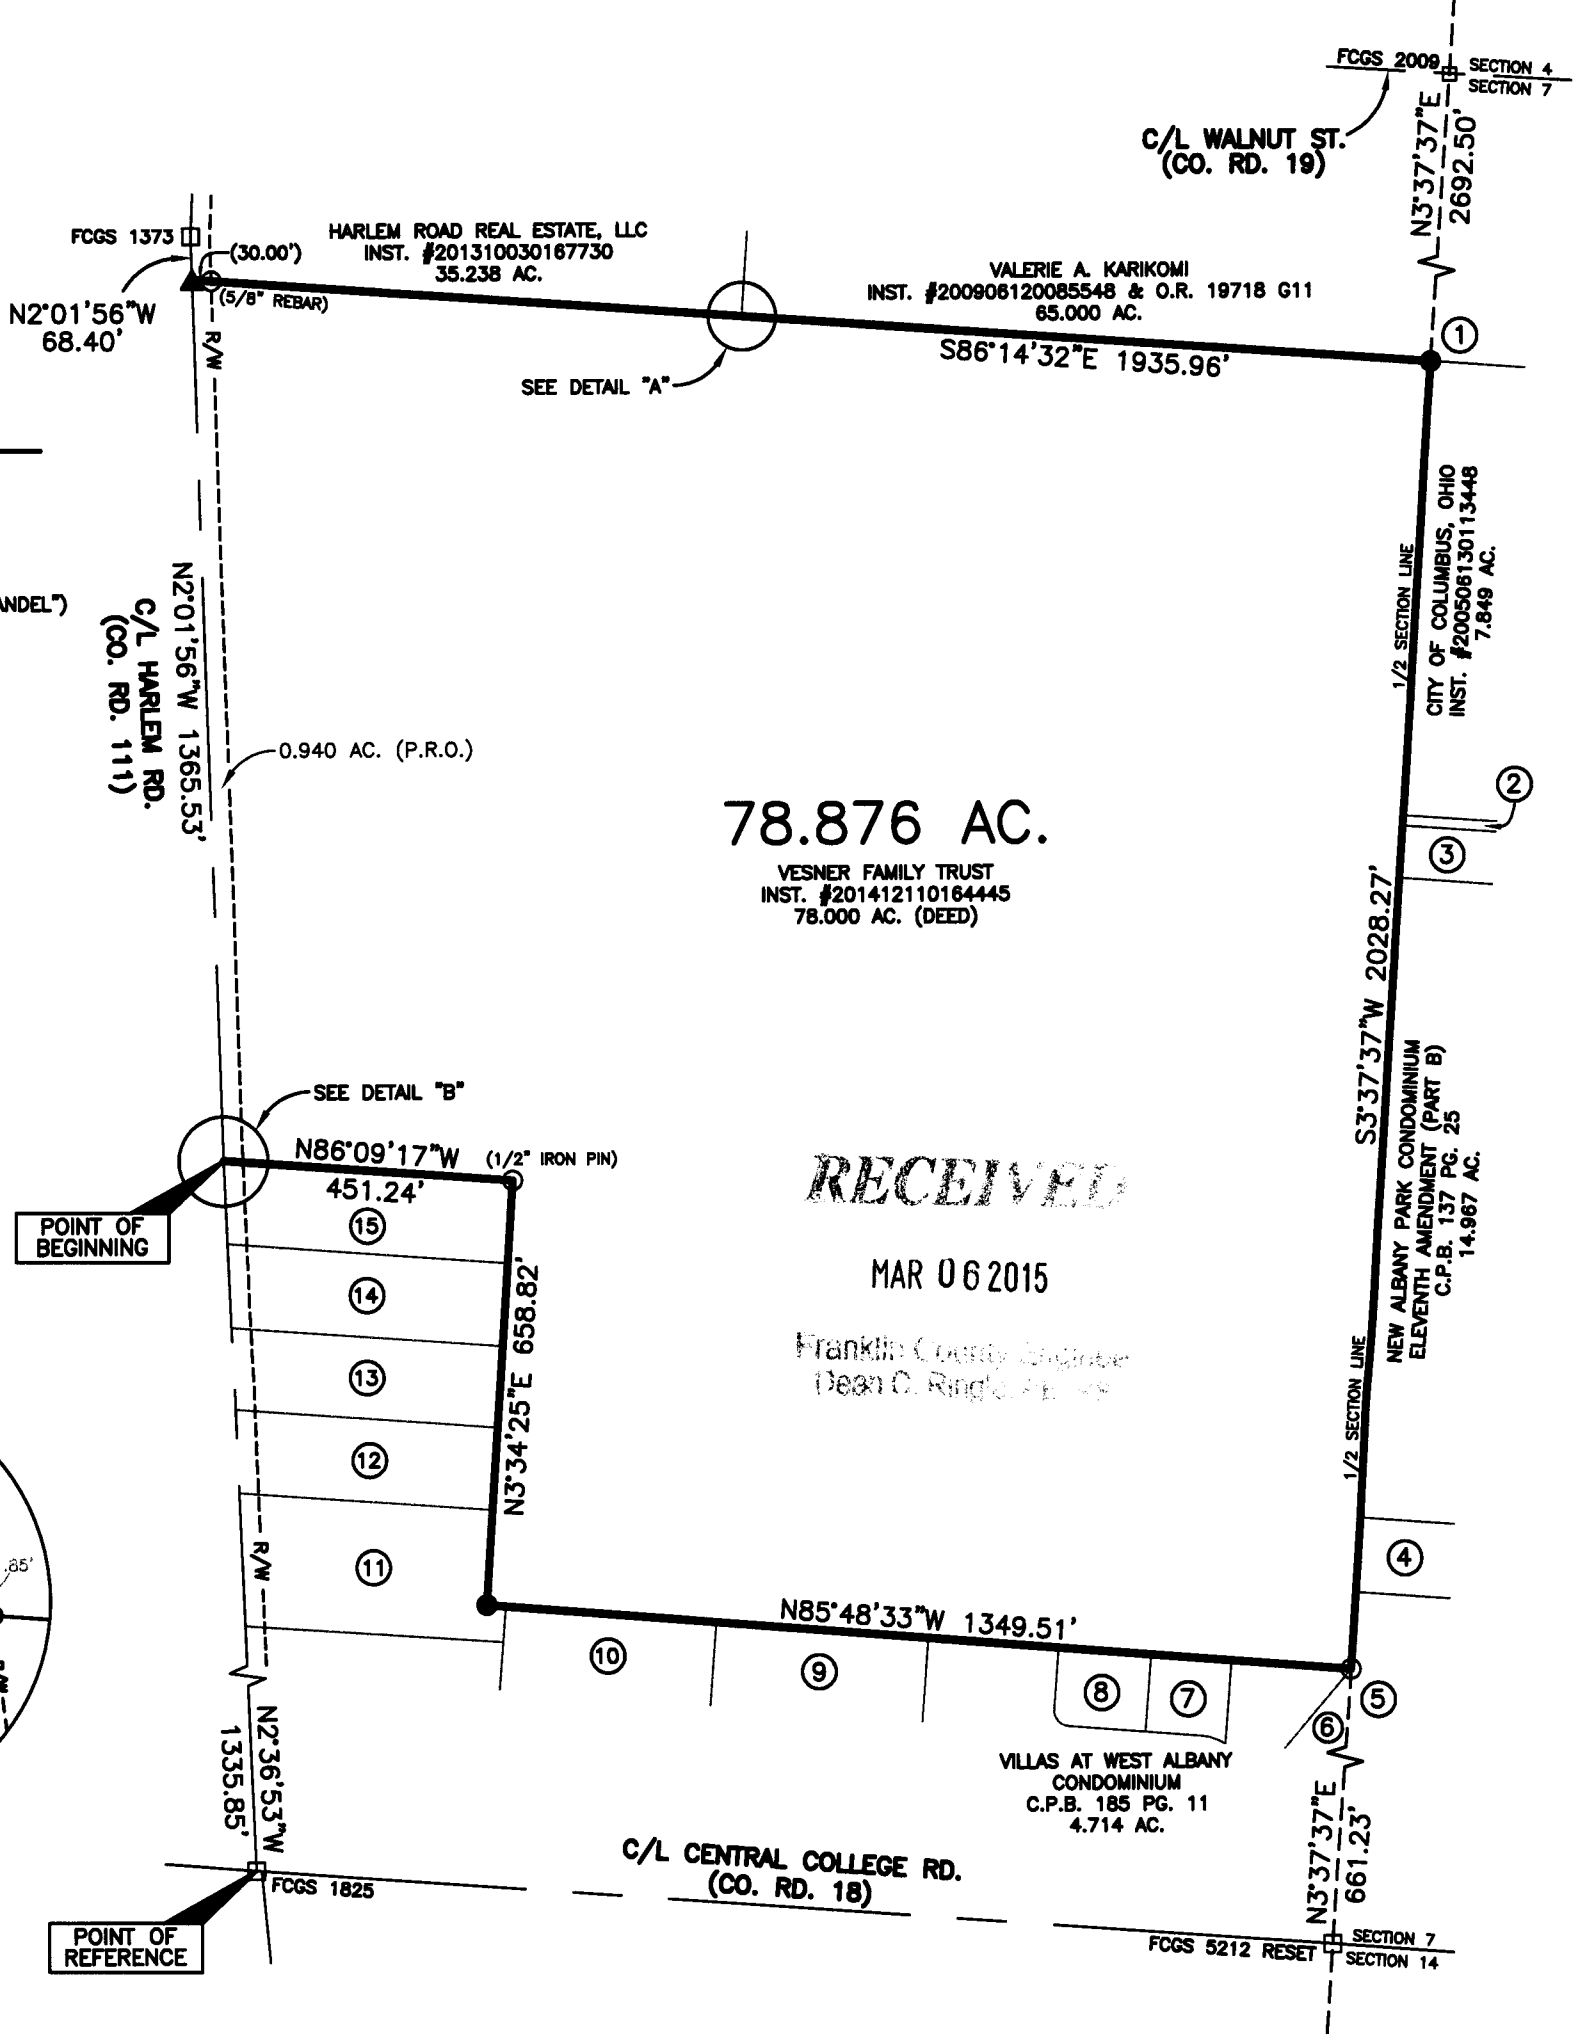 FCGS 2009
SECTION 4
SECTION 7
C/L WALNUT ST.
(CO. RD. 19)
N3°37'37"E
2692.50'
FCGS 1373
(30.00')
HARLEM ROAD REAL ESTATE, LLC
INST. #201310030167730
35.238 AC.
VALERIE A. KARIKOMI
INST. #200906120085548 & O.R. 19718 G11
65.000 AC.
(5/8" REBAR)
N2°01'56"W
68.40'
R/W
1
S86°14'32"E 1935.96'
SEE DETAIL "A"
CITY OF COLUMBUS, OHIO
INST. #200506130113448
7.849 AC.
1/2 SECTION LINE
ANDEL")
N2°01'56"W 1365.53'
C/L HARLEM RD.
(CO. RD. 111)
0.940 AC. (P.R.O.)
78.876 AC.
VESNER FAMILY TRUST
INST. #201412110164445
78.000 AC. (DEED)
2
3
S3°37'37"W 2028.27'
SEE DETAIL "B"
N86°09'17"W
451.24'
(1/2" IRON PIN)
POINT OF
BEGINNING
RECEIVED
MAR 06 2015
Franklin County
Dean C.
NEW ALBANY PARK CONDOMINIUM
ELEVENTH AMENDMENT (PART B)
C.P.B. 137 PG. 25
14.967 AC.
1/2 SECTION LINE
15
14
13
12
11
N3°34'25"E 658.82'
R/W
.85'
4
N85°48'33"W 1349.51'
10
9
8
7
6
5
VILLAS AT WEST ALBANY
CONDOMINIUM
C.P.B. 185 PG. 11
4.714 AC.
N2°36'53"W
1335.85'
N3°37'37"E
661.23'
C/L CENTRAL COLLEGE RD.
(CO. RD. 18)
FCGS 1825
POINT OF
REFERENCE
FCGS 5212 RESET
SECTION 7
SECTION 14